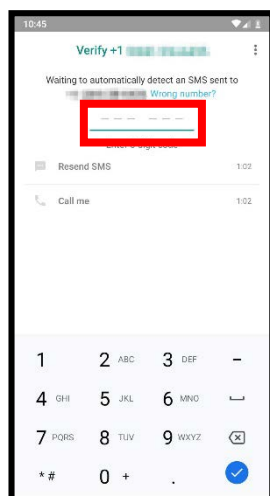 10:45
Verify +1
Waiting to automatically detect an SMS sent
to Wrong number?
Resend SMS 1:02
Call me 1:02
1 2 ABC 3 DEF -
4 GHI 5 JKL 6 MNO
7 PQRS 8 TUV 9 WXYZ
* # 0 + .